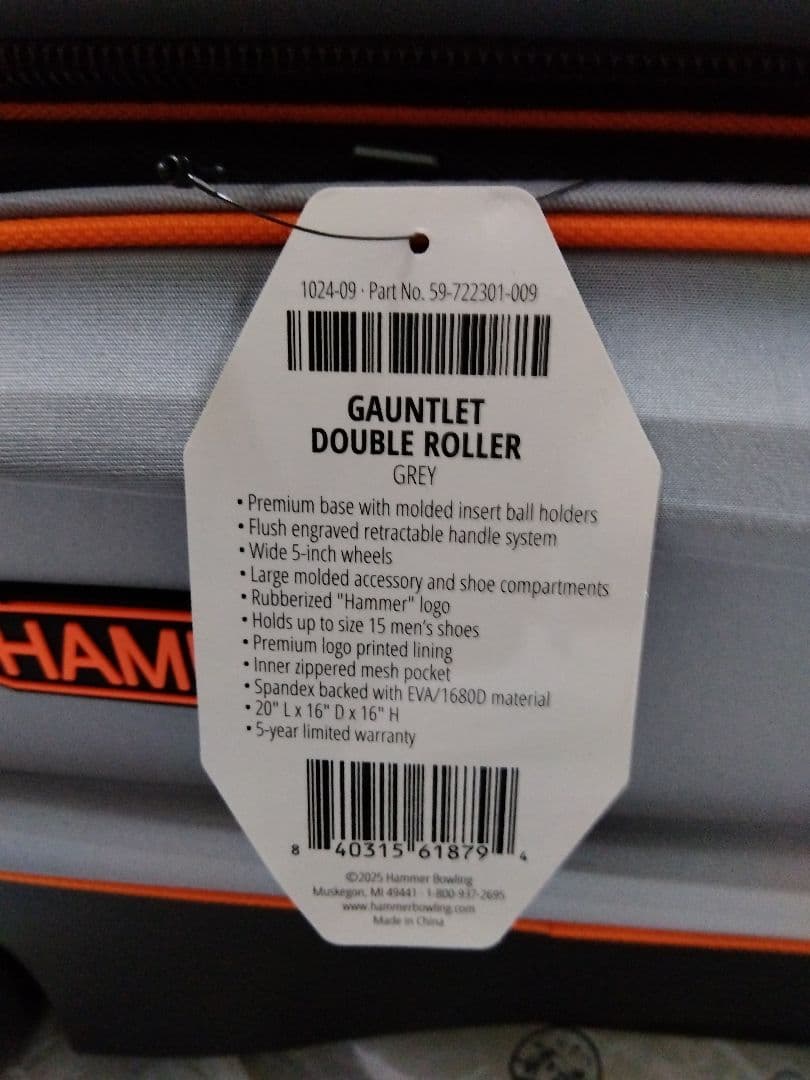 1024-09 · Part No. 59-722301-009
GAUNTLET
DOUBLE ROLLER
GREY
• Premium base with molded insert ball holders
• Flush engraved retractable handle system
• Wide 5-inch wheels
• Large molded accessory and shoe compartments
• Rubberized "Hammer" logo
• Holds up to size 15 men's shoes
• Premium logo printed lining
• Inner zippered mesh pocket
• Spandex backed with EVA/1680D material
• 20" L x 16" D x 16" H
• 5-year limited warranty
HAM
8 40315 61879 4
©2025 Hammer Bowling
Muskegon, MI 49441 · 1-800-937-2695
www.hammerbowling.com
Made in China